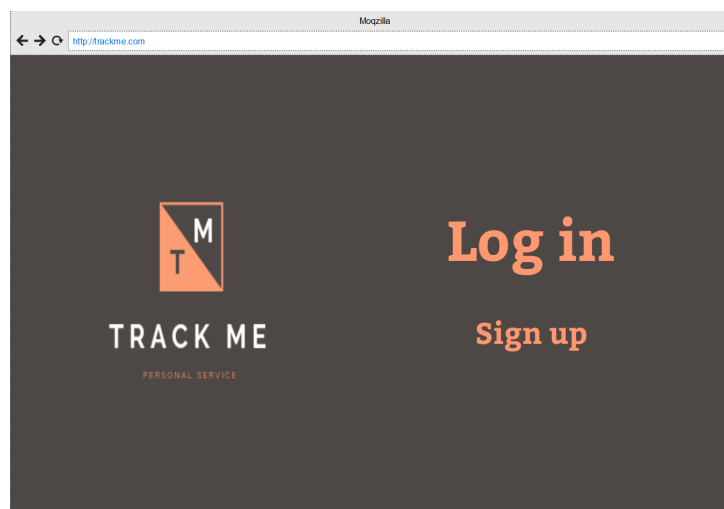 Moqzilla
http://trackme.com
M
T
TRACK ME
PERSONAL SERVICE
Log in
Sign up